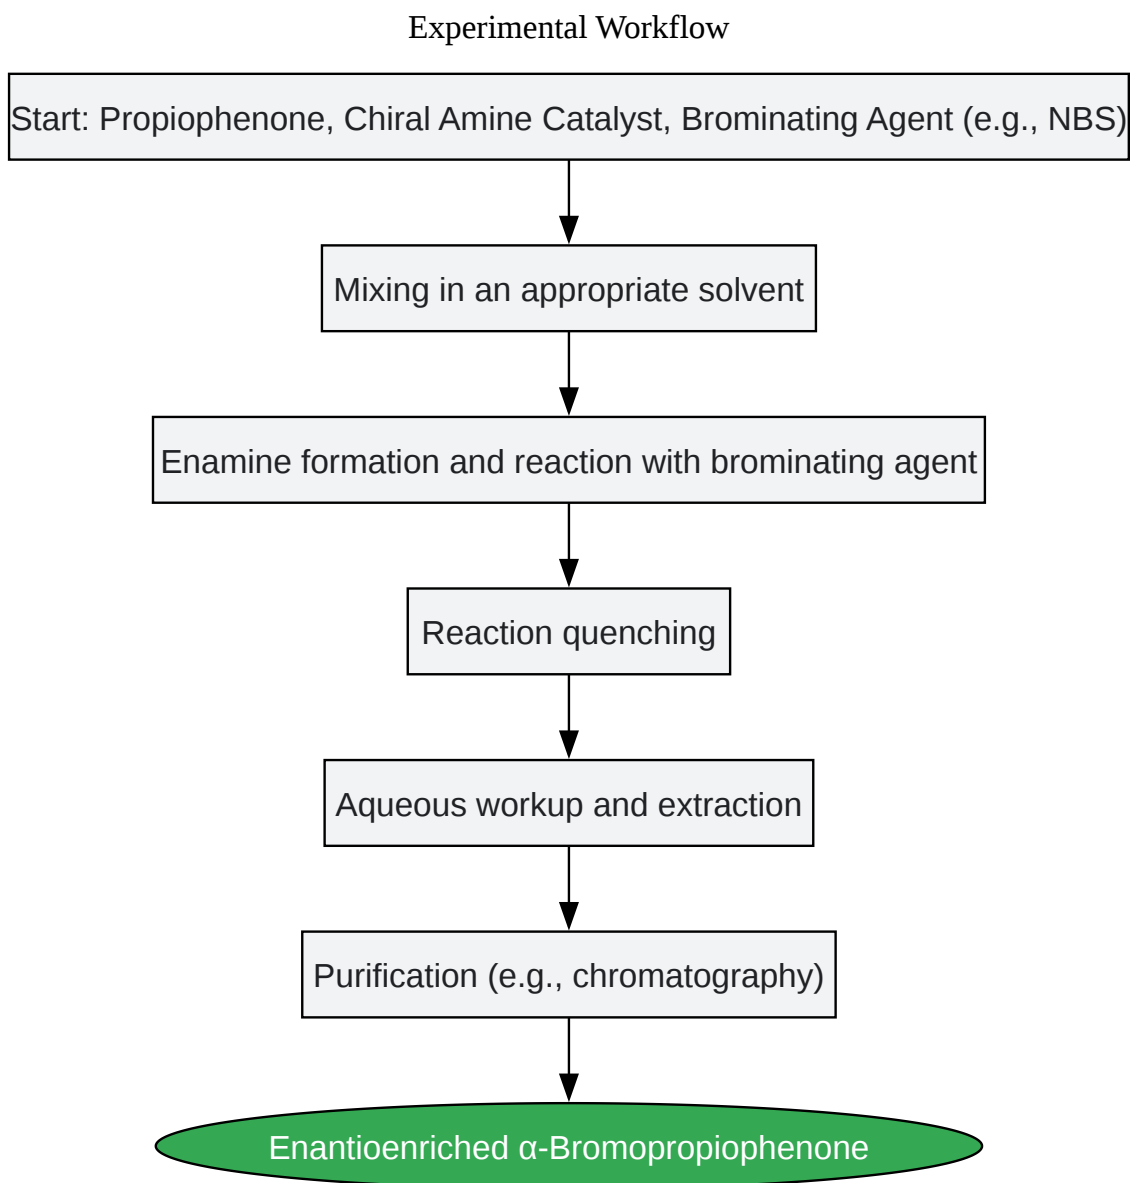 Experimental Workflow
Start: Propiophenone, Chiral Amine Catalyst, Brominating Agent (e.g., NBS)
Mixing in an appropriate solvent
Enamine formation and reaction with brominating agent
Reaction quenching
Aqueous workup and extraction
Purification (e.g., chromatography)
Enantioenriched α-Bromopropiophenone